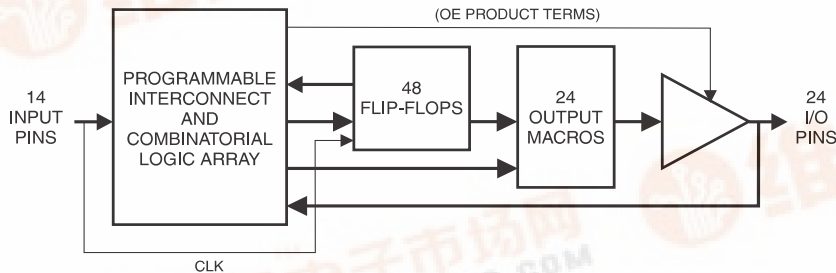 (OE PRODUCT TERMS)
14
INPUT
PINS
PROGRAMMABLE
INTERCONNECT
AND
COMBINATORIAL
LOGIC ARRAY
48
FLIP-FLOPS
24
OUTPUT
MACROS
24
I/O
PINS
CLK